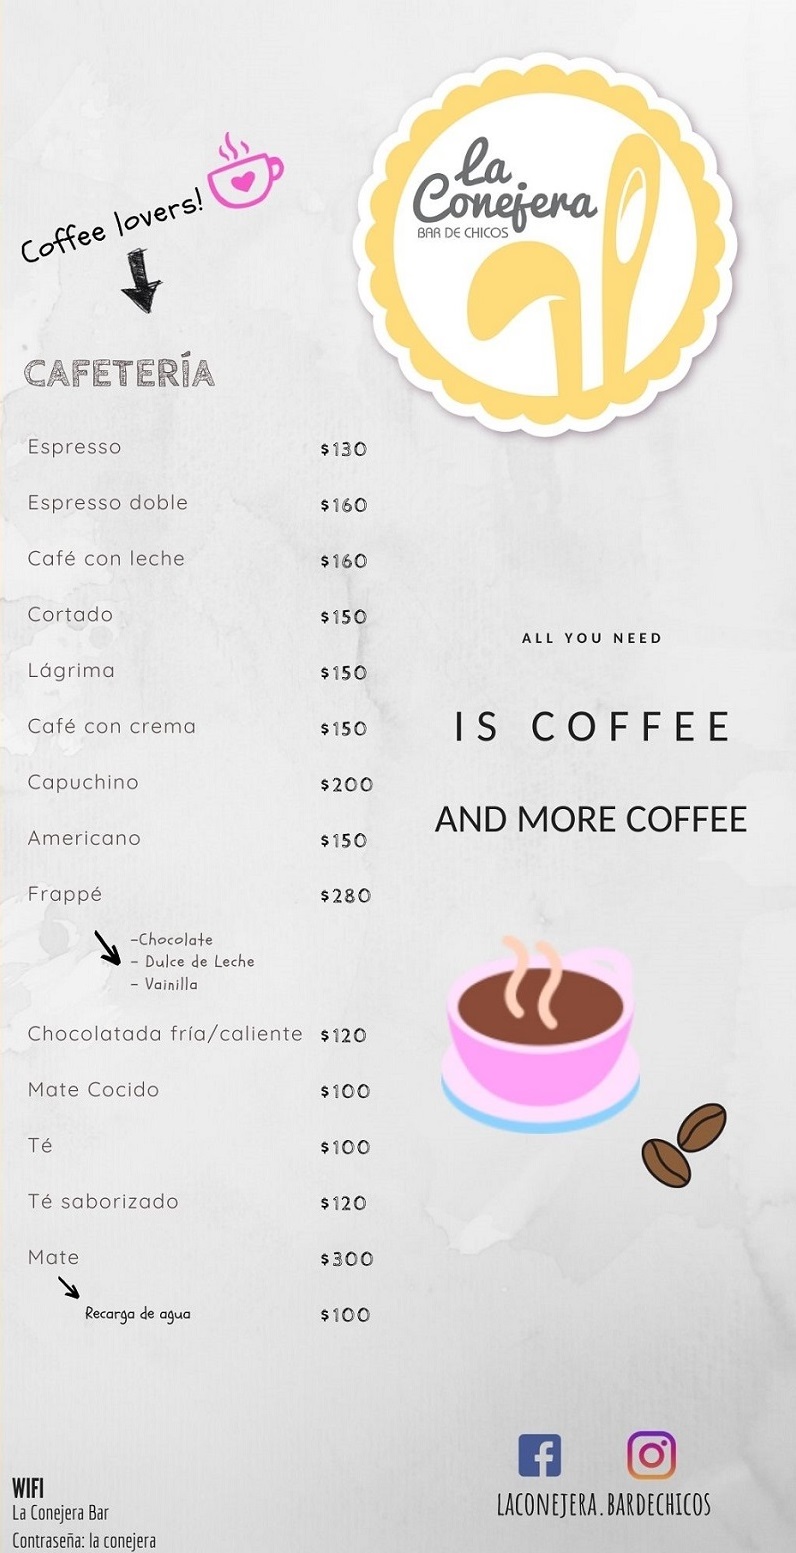 La
Conejera
BAR DE CHICOS
Coffee lovers!
CAFETERÍA
Espresso $130
Espresso doble $160
Café con leche $160
Cortado $150
Lágrima $150
Café con crema $150
Capuchino $200
Americano $150
Frappé $280
-Chocolate
- Dulce de Leche
- Vainilla
Chocolatada fría/caliente $120
Mate Cocido $100
Té $100
Té saborizado $120
Mate $300
Recarga de agua $100
ALL YOU NEED
IS COFFEE
AND MORE COFFEE
WIFI
La Conejera Bar
Contraseña: la conejera
LACONEJERA.BARDECHICOS